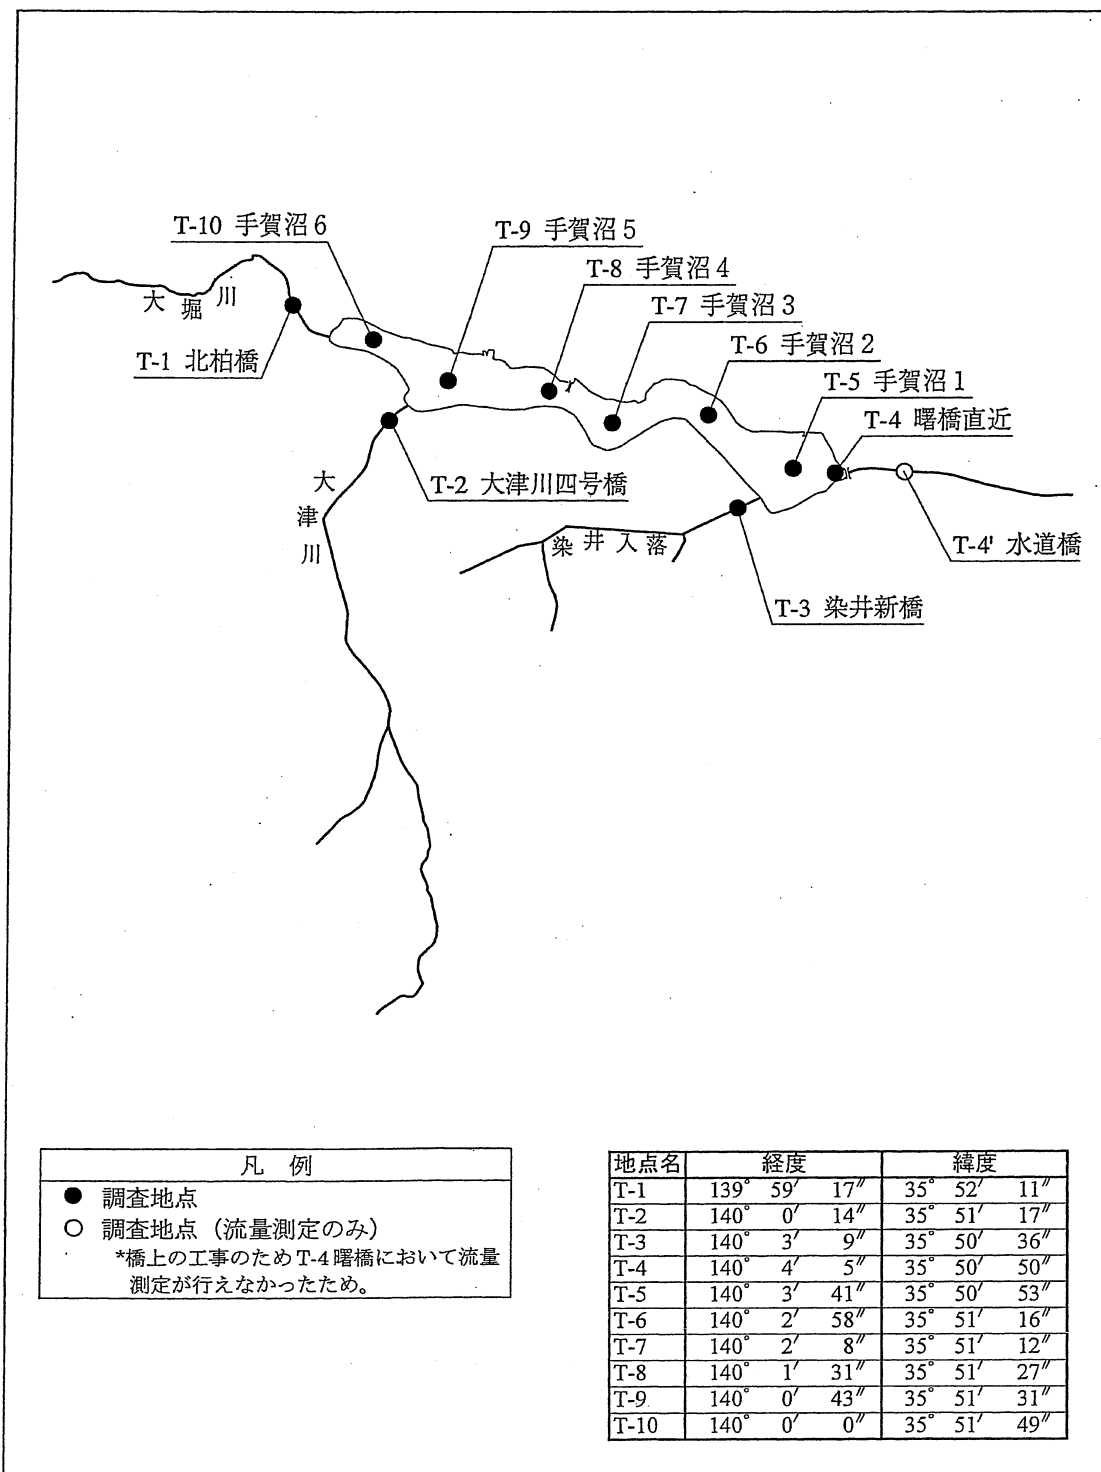 T-10 手賀沼6
T-9 手賀沼5
T-8 手賀沼4
T-7 手賀沼3
T-6 手賀沼2
T-5 手賀沼1
T-4 曙橋直近
大堀川
T-1 北柏橋
T-2 大津川四号橋
大津川
染井入落
T-4' 水道橋
T-3 染井新橋
凡 例
● 調査地点
○ 調査地点（流量測定のみ）
*橋上の工事のためT-4曙橋において流量
測定が行えなかったため。
地点名 経度 緯度
T-1 139° 59′ 17″ 35° 52′ 11″
T-2 140° 0′ 14″ 35° 51′ 17″
T-3 140° 3′ 9″ 35° 50′ 36″
T-4 140° 4′ 5″ 35° 50′ 50″
T-5 140° 3′ 41″ 35° 50′ 53″
T-6 140° 2′ 58″ 35° 51′ 16″
T-7 140° 2′ 8″ 35° 51′ 12″
T-8 140° 1′ 31″ 35° 51′ 27″
T-9 140° 0′ 43″ 35° 51′ 31″
T-10 140° 0′ 0″ 35° 51′ 49″